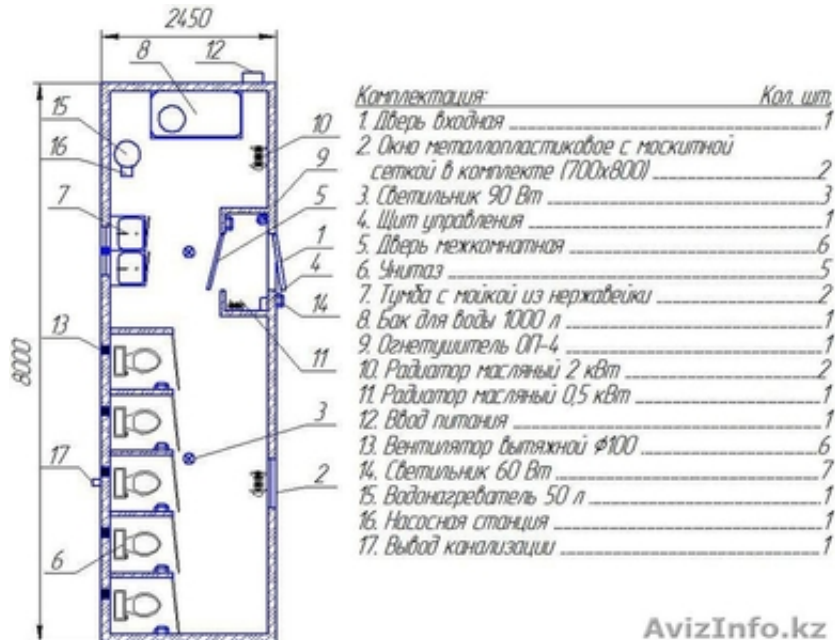 2450
8
12
15
16
7
10
9
5
1
4
14
13
11
8000
3
17
2
6
Комплектация: Кол. шт.
1. Дверь входная 1
2. Окно металлопластиковое с москитной
сеткой в комплекте (700х800) 2
3. Светильник 90 Вт 3
4. Щит управления 1
5. Дверь межкомнатная 6
6. Унитаз 5
7. Тумба с мойкой из нержавейки 2
8. Бак для воды 1000 л 1
9. Огнетушитель ОП-4 1
10. Радиатор масляный 2 кВт 2
11. Радиатор масляный 0,5 кВт 1
12. Ввод питания 1
13. Вентилятор вытяжной ϕ100 6
14. Светильник 60 Вт 7
15. Водонагреватель 50 л 1
16. Насосная станция 1
17. Вывод канализации 1
AvizInfo.kz